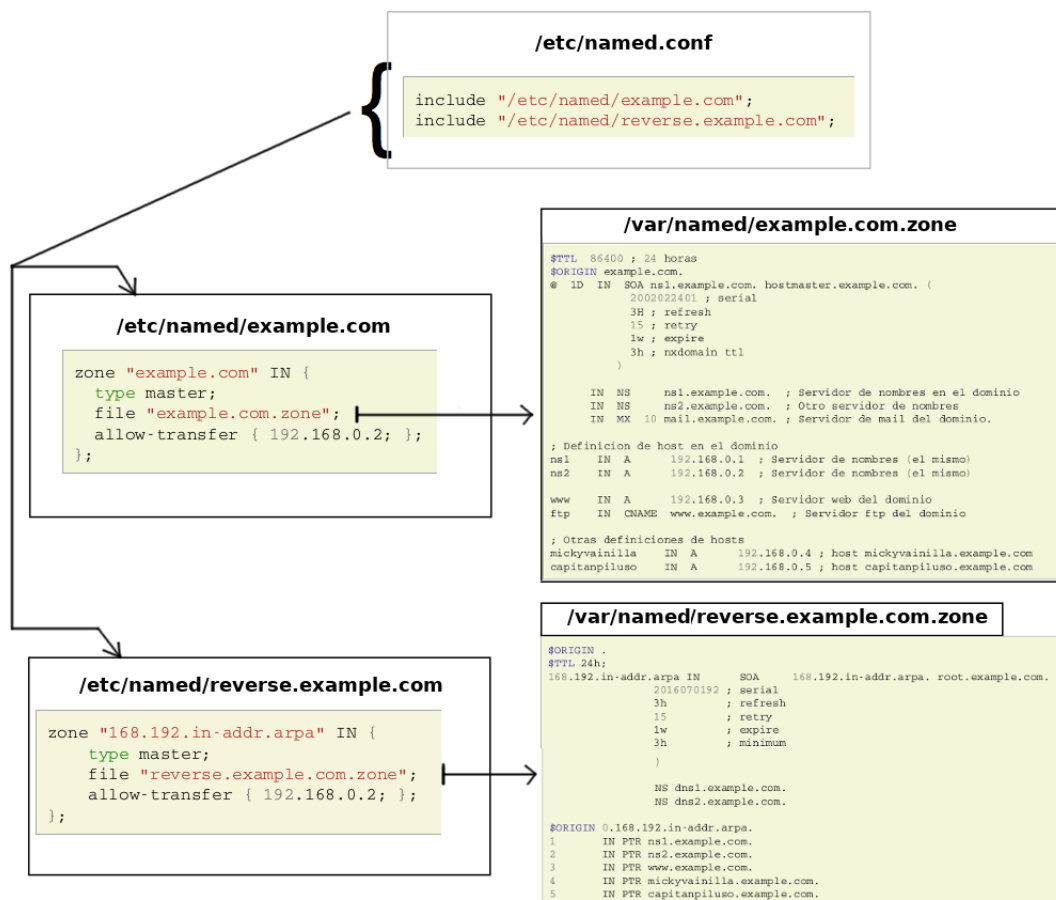 /etc/named.conf
include "/etc/named/example.com";
include "/etc/named/reverse.example.com";
/etc/named/example.com
zone "example.com" IN {
type master;
file "example.com.zone";
allow-transfer { 192.168.0.2; };
};
/var/named/example.com.zone
$TTL 86400 ; 24 horas
$ORIGIN example.com.
@ 1D IN SOA ns1.example.com. hostmaster.example.com. (
2002022401 ; serial
3H ; refresh
15 ; retry
1w ; expire
3h ; nxdomain ttl
)
IN NS ns1.example.com. ; Servidor de nombres en el dominio
IN NS ns2.example.com. ; Otro servidor de nombres
IN MX 10 mail.example.com. ; Servidor de mail del dominio.
; Definicion de host en el dominio
ns1 IN A 192.168.0.1 ; Servidor de nombres (el mismo)
ns2 IN A 192.168.0.2 ; Servidor de nombres (el mismo)
www IN A 192.168.0.3 ; Servidor web del dominio
ftp IN CNAME www.example.com. ; Servidor ftp del dominio
; Otras definiciones de hosts
mickyvainilla IN A 192.168.0.4 ; host mickyvainilla.example.com
capitanpiluso IN A 192.168.0.5 ; host capitanpiluso.example.com
/etc/named/reverse.example.com
zone "168.192.in-addr.arpa" IN {
type master;
file "reverse.example.com.zone";
allow-transfer { 192.168.0.2; };
};
/var/named/reverse.example.com.zone
$ORIGIN .
$TTL 24h;
168.192.in-addr.arpa IN SOA 168.192.in-addr.arpa. root.example.com.
2016070192 ; serial
3h ; refresh
15 ; retry
1w ; expire
3h ; minimum
)
NS dns1.example.com.
NS dns2.example.com.
$ORIGIN 0.168.192.in-addr.arpa.
1 IN PTR ns1.example.com.
2 IN PTR ns2.example.com.
3 IN PTR www.example.com.
4 IN PTR mickyvainilla.example.com.
5 IN PTR capitanpiluso.example.com.